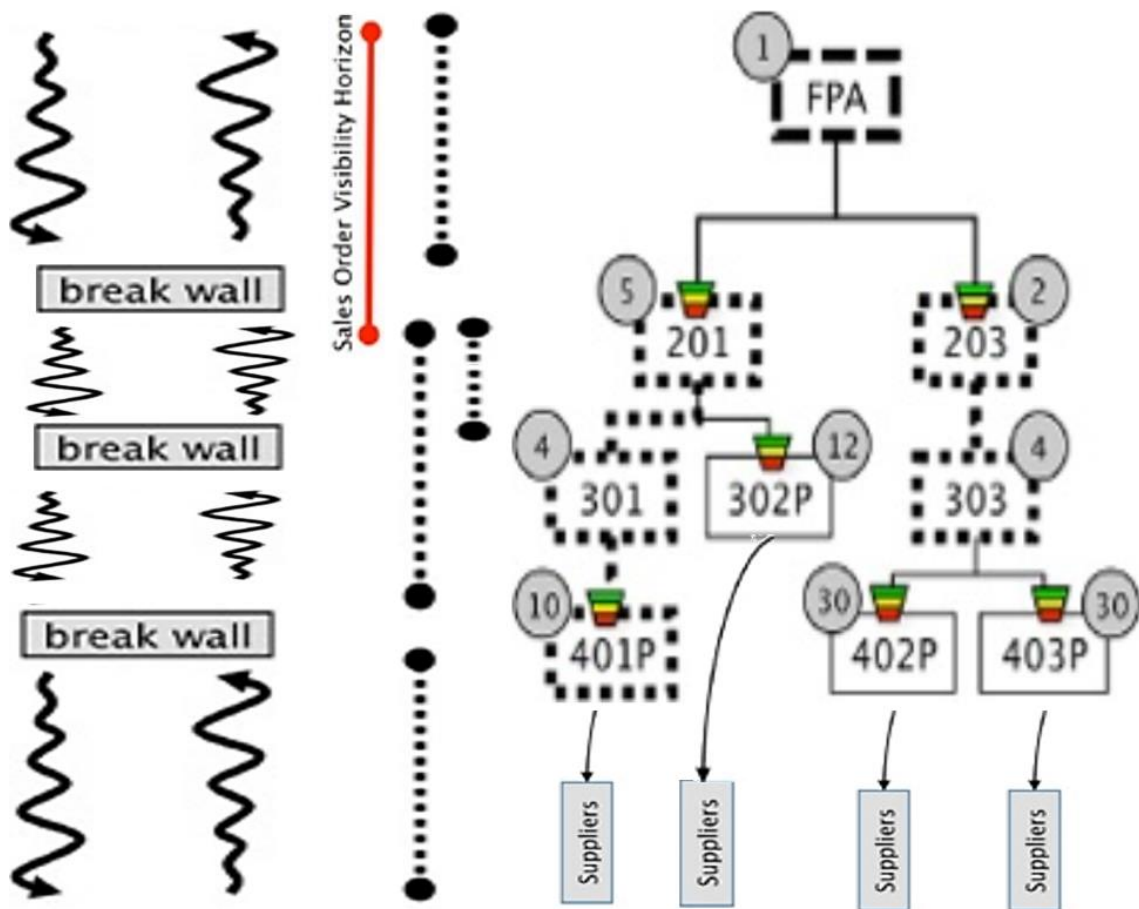 Sales Order Visibility Horizon
break wall
break wall
break wall
1
FPA
5
201
2
203
4
301
12
302P
4
303
10
401P
30
402P
30
403P
Suppliers
Suppliers
Suppliers
Suppliers